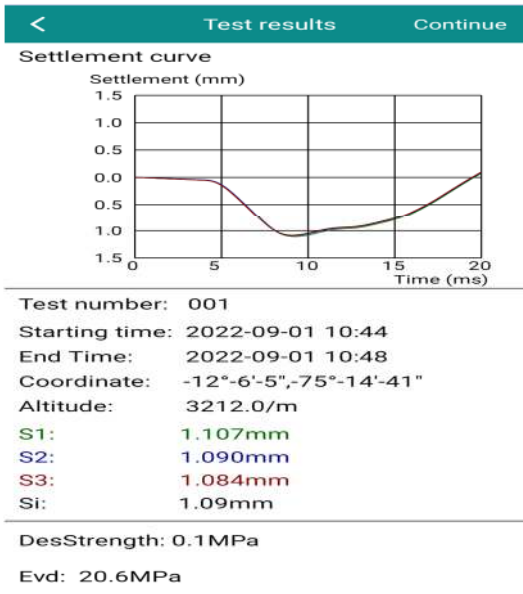 < Test results Continue
Settlement curve
Settlement (mm)
1.5
1.0
0.5
0.0
0.5
1.0
1.5
0 5 10 15 20
Time (ms)
Test number: 001
Starting time: 2022-09-01 10:44
End Time: 2022-09-01 10:48
Coordinate: -12°-6'-5",-75°-14'-41"
Altitude: 3212.0/m
S1: 1.107mm
S2: 1.090mm
S3: 1.084mm
Si: 1.09mm
DesStrength: 0.1MPa
Evd: 20.6MPa